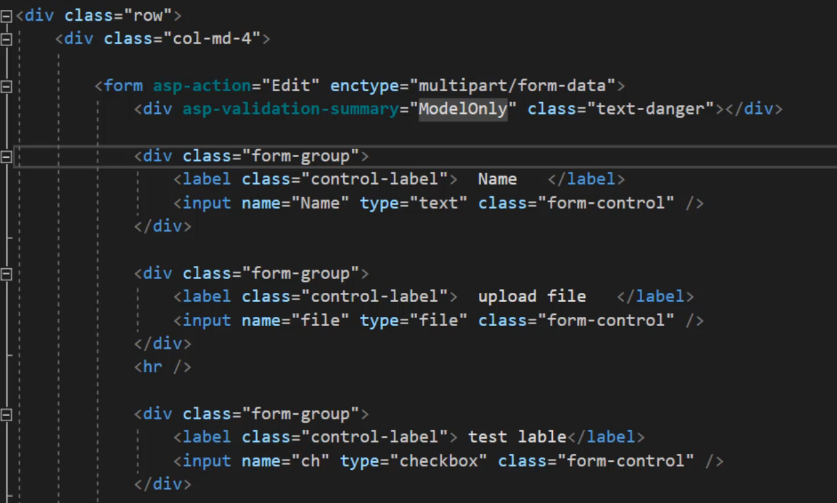 <div class="row">
<div class="col-md-4">
<form asp-action="Edit" enctype="multipart/form-data">
<div asp-validation-summary="ModelOnly" class="text-danger"></div>
<div class="form-group">
<label class="control-label"> Name </label>
<input name="Name" type="text" class="form-control" />
</div>
<div class="form-group">
<label class="control-label"> upload file </label>
<input name="file" type="file" class="form-control" />
</div>
<hr />
<div class="form-group">
<label class="control-label"> test lable</label>
<input name="ch" type="checkbox" class="form-control" />
</div>